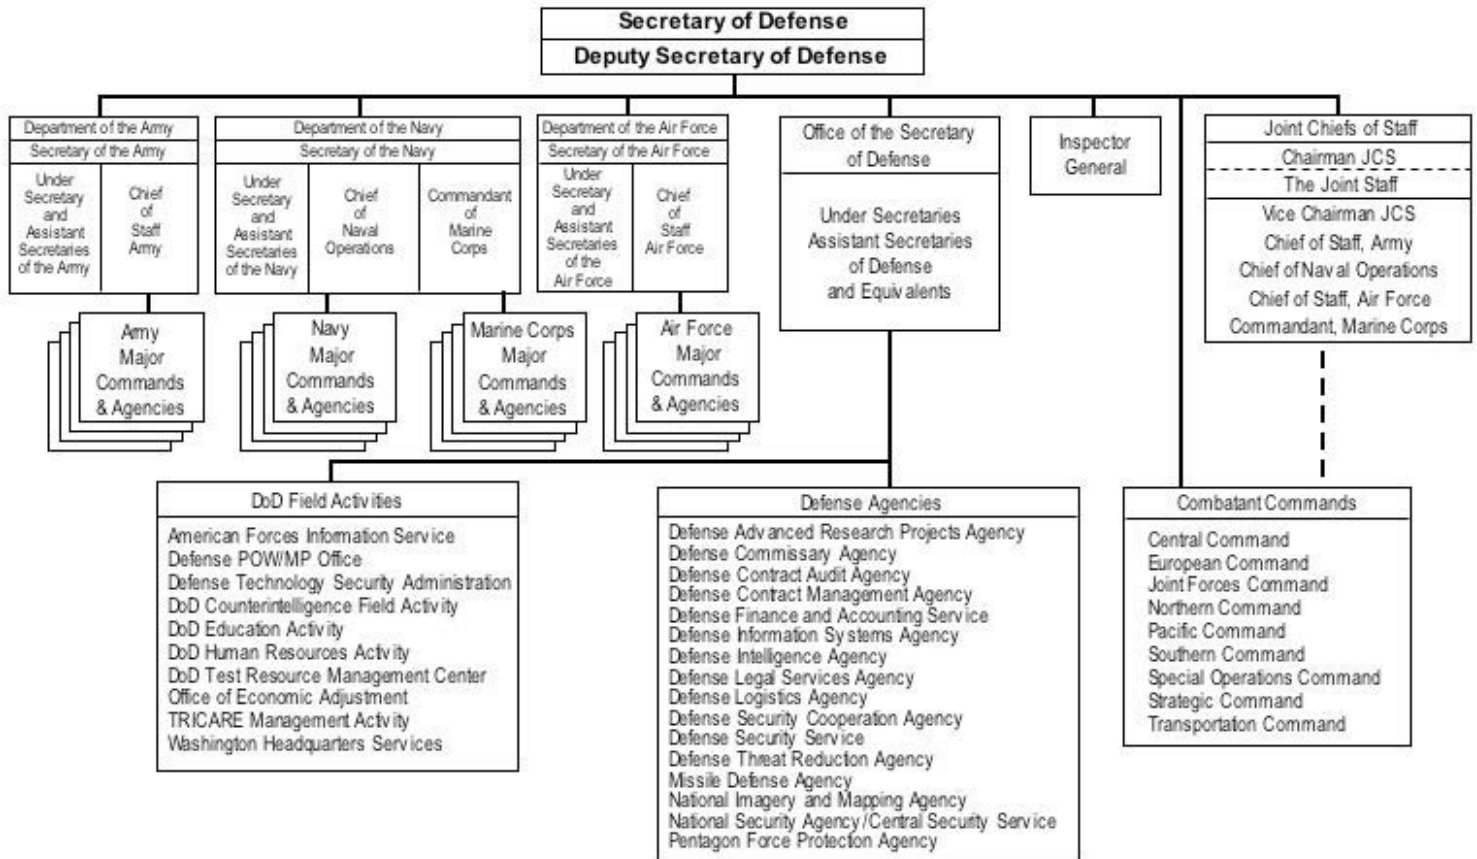 Secretary of Defense
Deputy Secretary of Defense
Department of the Army
Secretary of the Army
Under
Secretary
and
Assistant
Secretaries
of the Army
Chief
of
Staff
Army
Department of the Navy
Secretary of the Navy
Under
Secretary
and
Assistant
Secretaries
of the Navy
Chief
of
Naval
Operations
Commandant
of
Marine
Corps
Department of the Air Force
Secretary of the Air Force
Under
Secretary
and
Assistant
Secretaries
of the
Air Force
Chief
of
Staff
Air Force
Office of the Secretary
of Defense
Under Secretaries
Assistant Secretaries
of Defense
and Equivalents
Inspector
General
Joint Chiefs of Staff
Chairman JCS
The Joint Staff
Vice Chairman JCS
Chief of Staff, Army
Chief of Naval Operations
Chief of Staff, Air Force
Commandant, Marine Corps
Army
Major
Commands
& Agencies
Navy
Major
Commands
& Agencies
Marine Corps
Major
Commands
& Agencies
Air Force
Major
Commands
& Agencies
DoD Field Activities
American Forces Information Service
Defense POW/MP Office
Defense Technology Security Administration
DoD Counterintelligence Field Activity
DoD Education Activity
DoD Human Resources Activity
DoD Test Resource Management Center
Office of Economic Adjustment
TRICARE Management Activity
Washington Headquarters Services
Defense Agencies
Defense Advanced Research Projects Agency
Defense Commissary Agency
Defense Contract Audit Agency
Defense Contract Management Agency
Defense Finance and Accounting Service
Defense Information Systems Agency
Defense Intelligence Agency
Defense Legal Services Agency
Defense Logistics Agency
Defense Security Cooperation Agency
Defense Security Service
Defense Threat Reduction Agency
Missile Defense Agency
National Imagery and Mapping Agency
National Security Agency/Central Security Service
Pentagon Force Protection Agency
Combatant Commands
Central Command
European Command
Joint Forces Command
Northern Command
Pacific Command
Southern Command
Special Operations Command
Strategic Command
Transportation Command